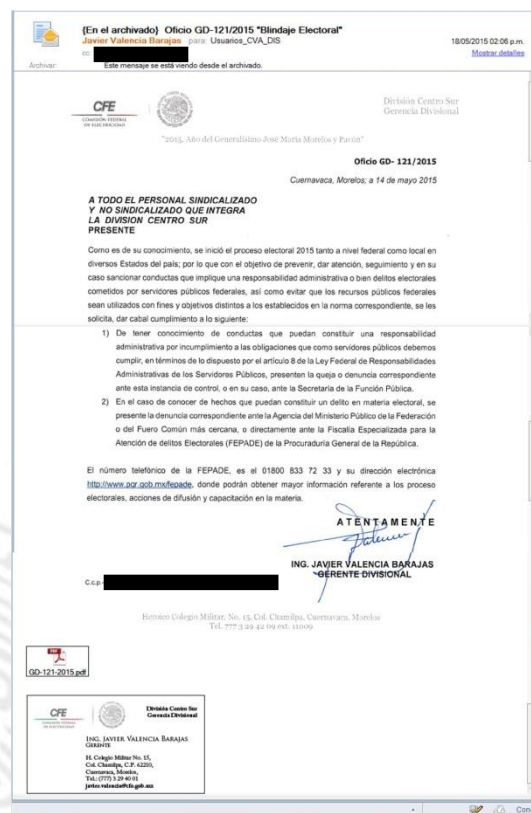 {En el archivado} Oficio GD-121/2015 "Blindaje Electoral"
Javier Valencia Barajas para: Usuarios_CVA_DIS
18/05/2015 02:06 p.m.
cc:
Mostrar detalles
Archivar:
Este mensaje se está viendo desde el archivado.
CFE
COMISIÓN FEDERAL
DE ELECTRICIDAD
División Centro Sur
Gerencia Divisional
"2015, Año del Generalísimo José María Morelos y Pavón"
Oficio GD- 121/2015
Cuernavaca, Morelos; a 14 de mayo 2015
A TODO EL PERSONAL SINDICALIZADO
Y NO SINDICALIZADO QUE INTEGRA
LA DIVISION CENTRO SUR
PRESENTE
Como es de su conocimiento, se inició el proceso electoral 2015 tanto a nivel federal como local en
diversos Estados del país; por lo que con el objetivo de prevenir, dar atención, seguimiento y en su
caso sancionar conductas que implique una responsabilidad administrativa o bien delitos electorales
cometidos por servidores públicos federales, así como evitar que los recursos públicos federales
sean utilizados con fines y objetivos distintos a los establecidos en la norma correspondiente, se les
solicita, dar cabal cumplimiento a lo siguiente:
1) De tener conocimiento de conductas que puedan constituir una responsabilidad
administrativa por incumplimiento a las obligaciones que como servidores públicos debemos
cumplir, en términos de lo dispuesto por el artículo 8 de la Ley Federal de Responsabilidades
Administrativas de los Servidores Públicos, presenten la queja o denuncia correspondiente
ante esta instancia de control, o en su caso, ante la Secretaría de la Función Pública.
2) En el caso de conocer de hechos que puedan constituir un delito en materia electoral, se
presente la denuncia correspondiente ante la Agencia del Ministerio Público de la Federación
o del Fuero Común más cercana, o directamente ante la Fiscalía Especializada para la
Atención de delitos Electorales (FEPADE) de la Procuraduría General de la República.
El número telefónico de la FEPADE, es el 01800 833 72 33 y su dirección electrónica
http://www.pgr.gob.mx/fepade, donde podrán obtener mayor información referente a los proceso
electorales, acciones de difusión y capacitación en la materia.
ATENTAMENTE
ING. JAVIER VALENCIA BARAJAS
GERENTE DIVISIONAL
C.c.p.
Heroico Colegio Militar, No. 15, Col. Chamilpa, Cuernavaca, Morelos
Tel. 777 3 29 42 09 ext. 11009
PDF
GD-121-2015.pdf
CFE
COMISIÓN FEDERAL
DE ELECTRICIDAD
División Centro Sur
Gerencia Divisional
ING. JAVIER VALENCIA BARAJAS
GERENTE
H. Colegio Militar No. 15,
Col. Chamilpa, C.P. 62210,
Cuernavaca, Morelos,
Tel.: (777) 3 29 40 01
javier.valencia@cfe.gob.mx